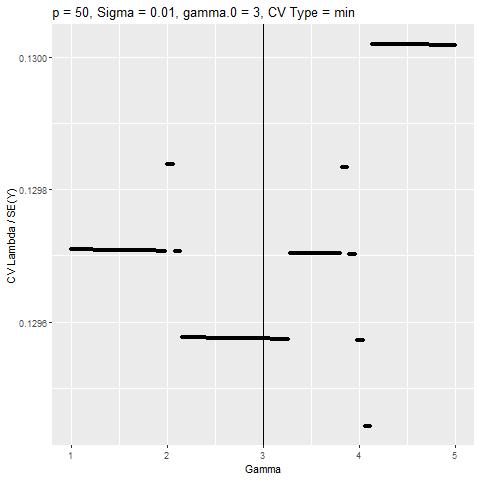 p = 50, Sigma = 0.01, gamma.0 = 3, CV Type = min
0.1300
0.1298
0.1296
CV Lambda / SE(Y)
1 2 3 4 5
Gamma